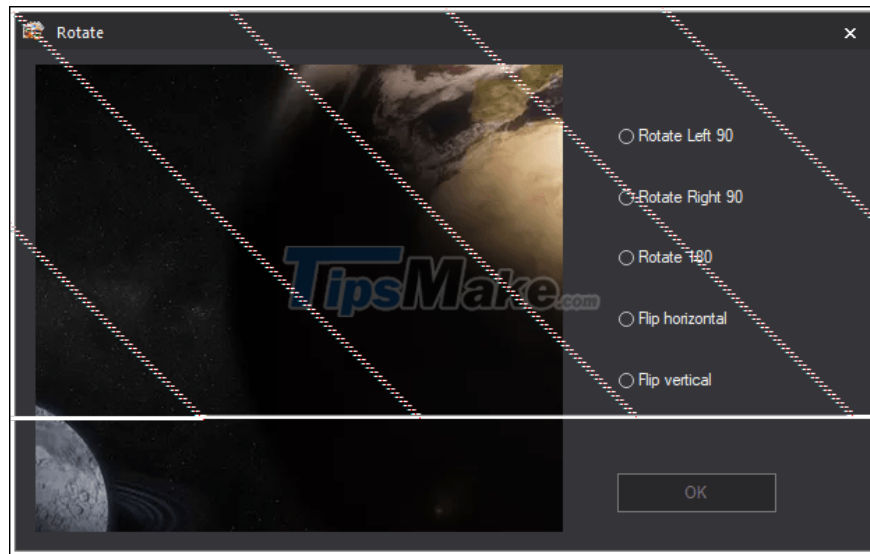 Rotate
Rotate Left 90
Rotate Right 90
Rotate 180
TipsMake.com
Flip horizontal
Flip vertical
OK